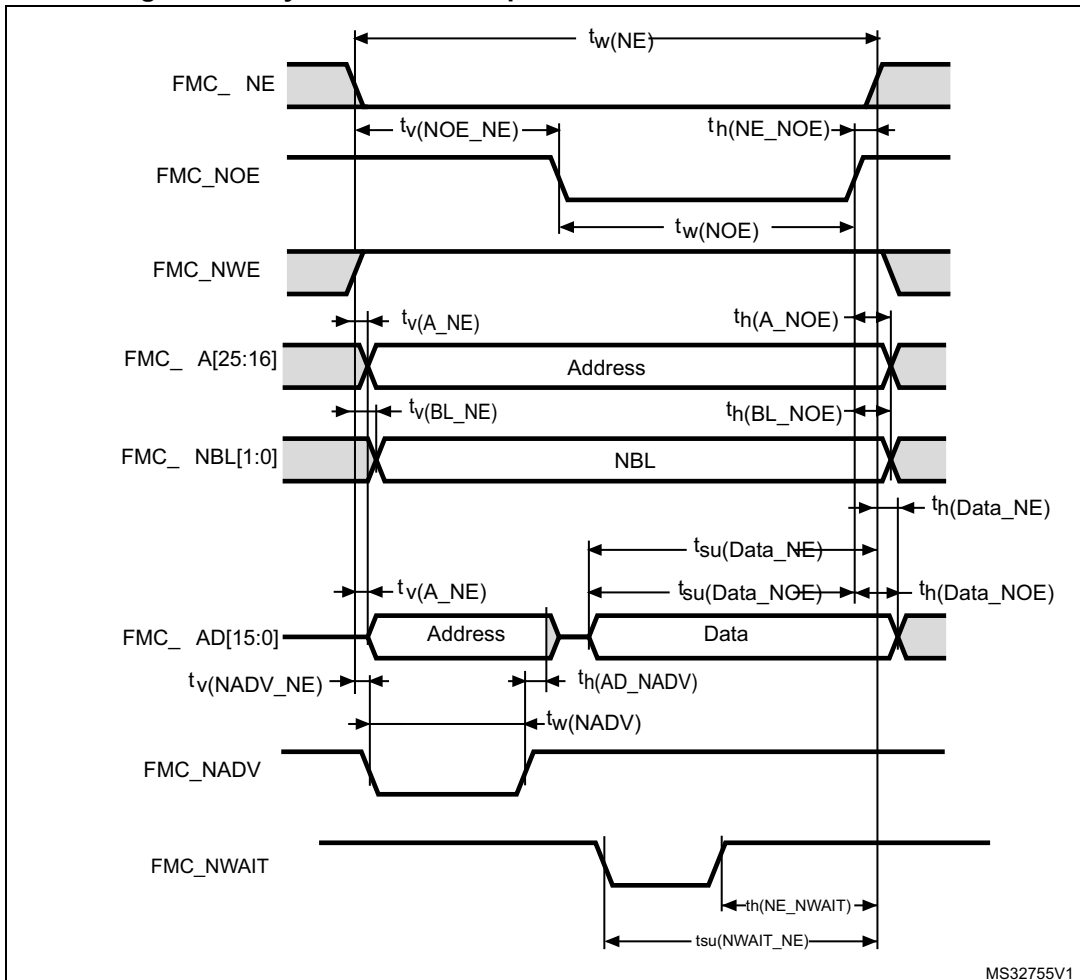 tw(NE)
FMC_ NE
tv(NOE_NE)
th(NE_NOE)
FMC_NOE
tw(NOE)
FMC_NWE
tv(A_NE)
th(A_NOE)
FMC_ A[25:16]
Address
tv(BL_NE)
th(BL_NOE)
FMC_ NBL[1:0]
NBL
th(Data_NE)
tsu(Data_NE)
tv(A_NE)
tsu(Data_NOE)
th(Data_NOE)
FMC_ AD[15:0]
Address
Data
tv(NADV_NE)
th(AD_NADV)
tw(NADV)
FMC_NADV
FMC_NWAIT
th(NE_NWAIT)
tsu(NWAIT_NE)
MS32755V1